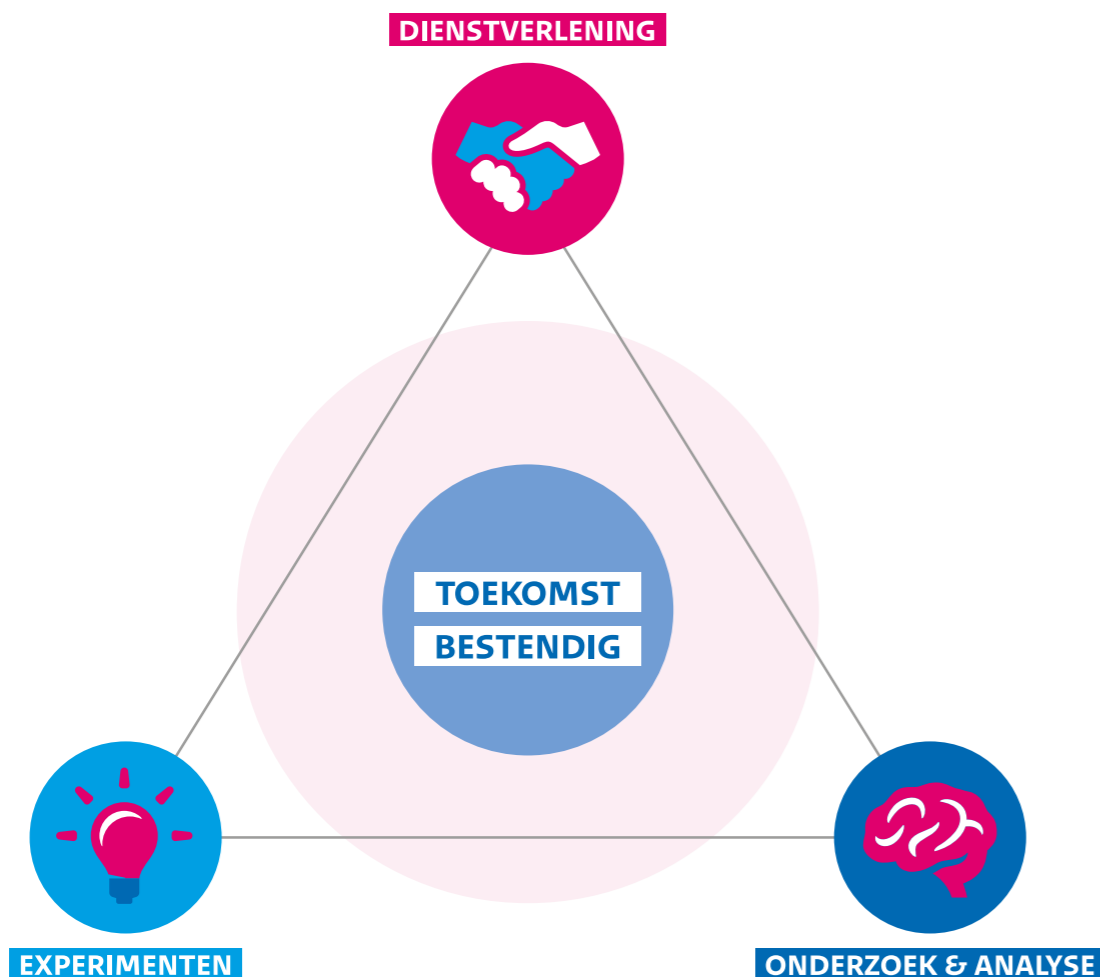 DIENSTVERLENING
TOEKOMST
BESTENDIG
EXPERIMENTEN
ONDERZOEK & ANALYSE